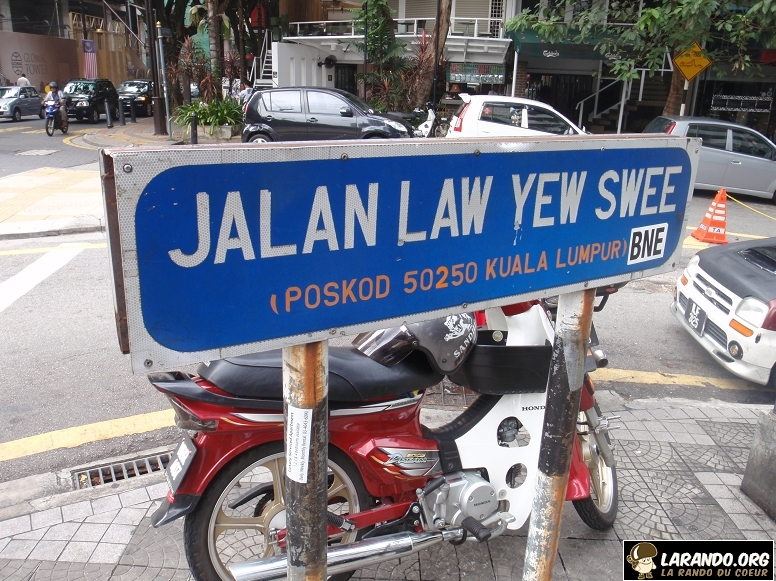 JALAN LAW YEW SWEE
(POSKOD 50250 KUALA LUMPUR)
BNE
HONDA
LARANDO.ORG
LA RANDO DU COEUR